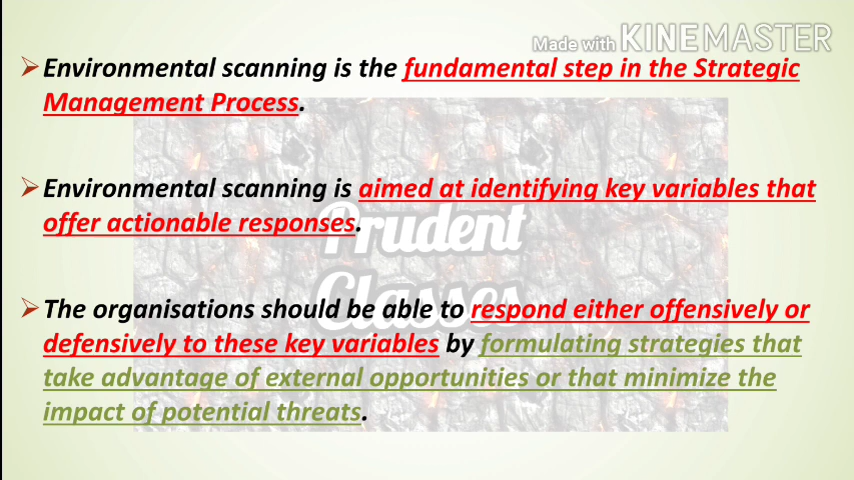 Made with KINEMASTER
Environmental scanning is the fundamental step in the Strategic
Management Process.
Environmental scanning is aimed at identifying key variables that
offer actionable responses.
Prudent
Classes
The organisations should be able to respond either offensively or
defensively to these key variables by formulating strategies that
take advantage of external opportunities or that minimize the
impact of potential threats.